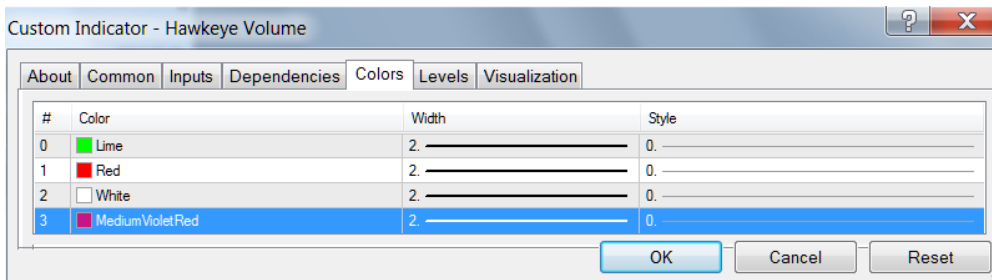 Custom Indicator - Hawkeye Volume
? X
About Common Inputs Dependencies Colors Levels Visualization
# Color Width Style
0 Lime 2. 0.
1 Red 2. 0.
2 White 2. 0.
3 MediumVioletRed 2. 0.
OK Cancel Reset